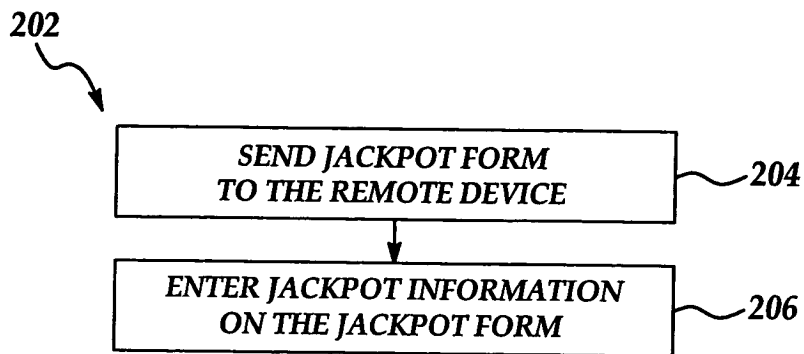 202
SEND JACKPOT FORM
TO THE REMOTE DEVICE
204
ENTER JACKPOT INFORMATION
ON THE JACKPOT FORM
206